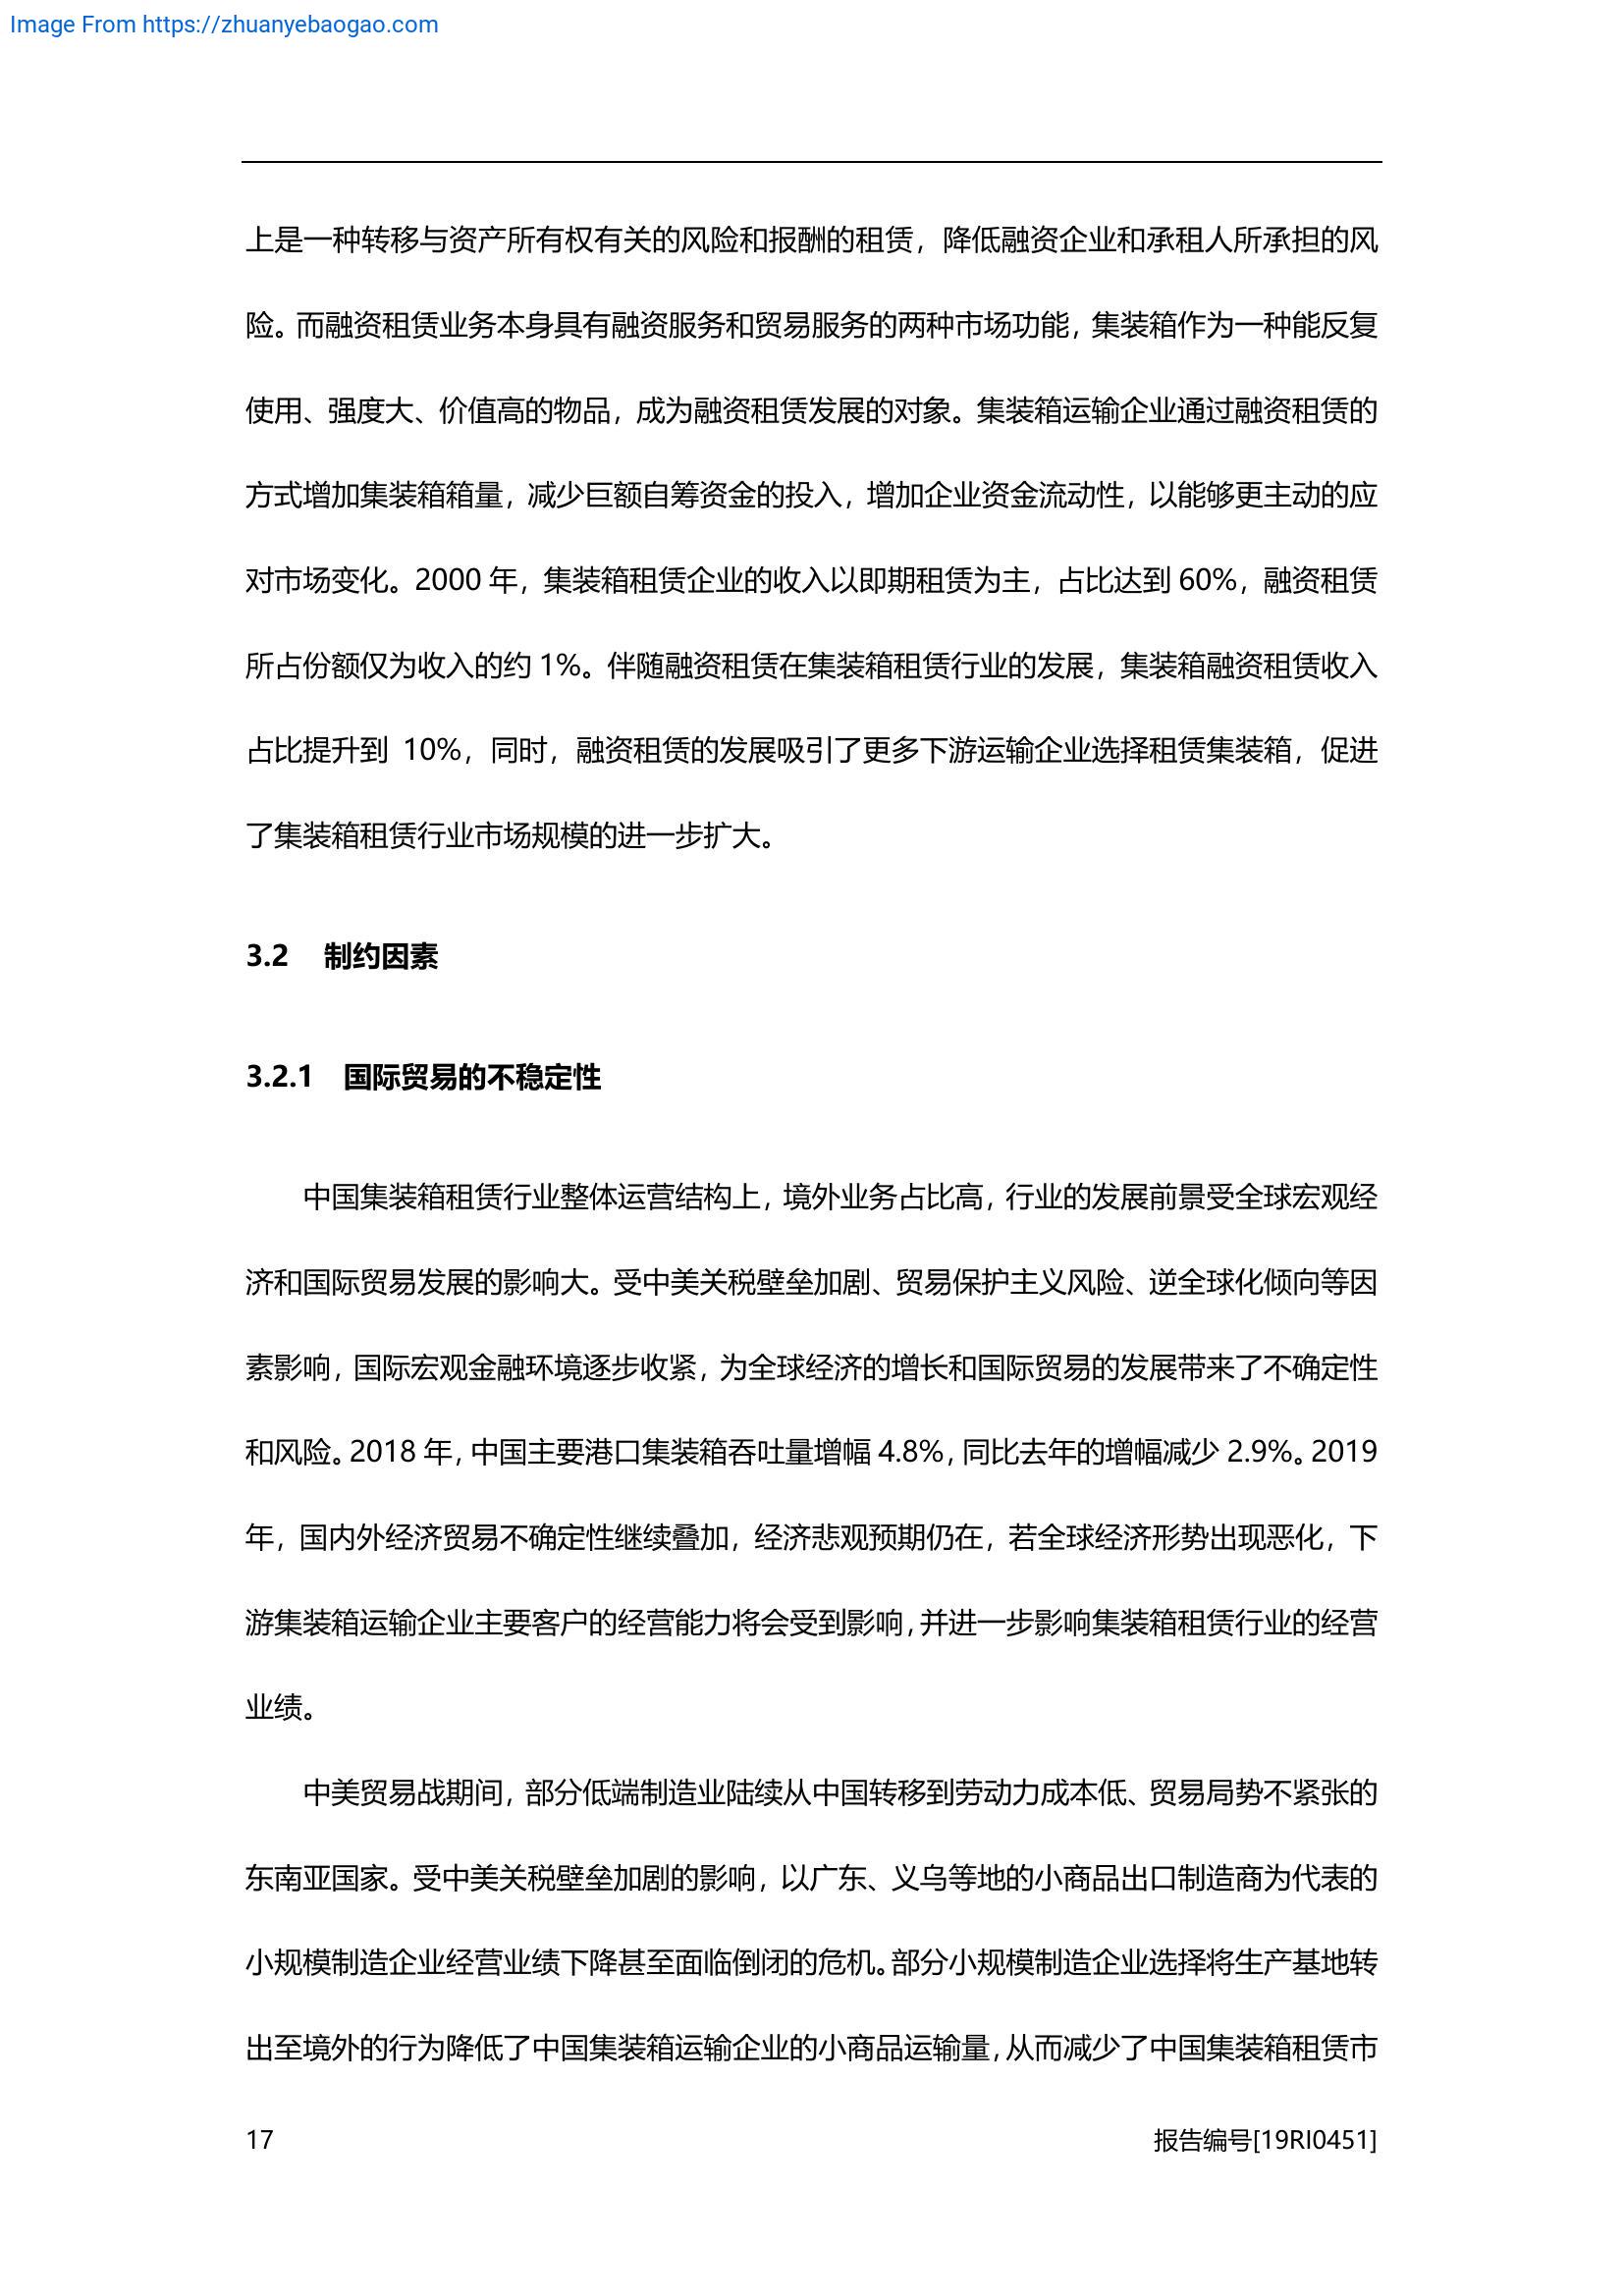 Image From https://zhuanyebaogao.com
上是一种转移与资产所有权有关的风险和报酬的租赁，降低融资企业和承租人所承担的风
险。而融资租赁业务本身具有融资服务和贸易服务的两种市场功能，集装箱作为一种能反复
使用、强度大、价值高的物品，成为融资租赁发展的对象。集装箱运输企业通过融资租赁的
方式增加集装箱箱量，减少巨额自筹资金的投入，增加企业资金流动性，以能够更主动的应
对市场变化。2000 年，集装箱租赁企业的收入以即期租赁为主，占比达到 60%，融资租赁
所占份额仅为收入的约 1%。伴随融资租赁在集装箱租赁行业的发展，集装箱融资租赁收入
占比提升到 10%，同时，融资租赁的发展吸引了更多下游运输企业选择租赁集装箱，促进
了集装箱租赁行业市场规模的进一步扩大。
3.2 制约因素
3.2.1 国际贸易的不稳定性
中国集装箱租赁行业整体运营结构上，境外业务占比高，行业的发展前景受全球宏观经
济和国际贸易发展的影响大。受中美关税壁垒加剧、贸易保护主义风险、逆全球化倾向等因
素影响，国际宏观金融环境逐步收紧，为全球经济的增长和国际贸易的发展带来了不确定性
和风险。2018 年，中国主要港口集装箱吞吐量增幅 4.8%，同比去年的增幅减少 2.9%。2019
年，国内外经济贸易不确定性继续叠加，经济悲观预期仍在，若全球经济形势出现恶化，下
游集装箱运输企业主要客户的经营能力将会受到影响，并进一步影响集装箱租赁行业的经营
业绩。
中美贸易战期间，部分低端制造业陆续从中国转移到劳动力成本低、贸易局势不紧张的
东南亚国家。受中美关税壁垒加剧的影响，以广东、义乌等地的小商品出口制造商为代表的
小规模制造企业经营业绩下降甚至面临倒闭的危机。部分小规模制造企业选择将生产基地转
出至境外的行为降低了中国集装箱运输企业的小商品运输量，从而减少了中国集装箱租赁市
17 报告编号[19RI0451]